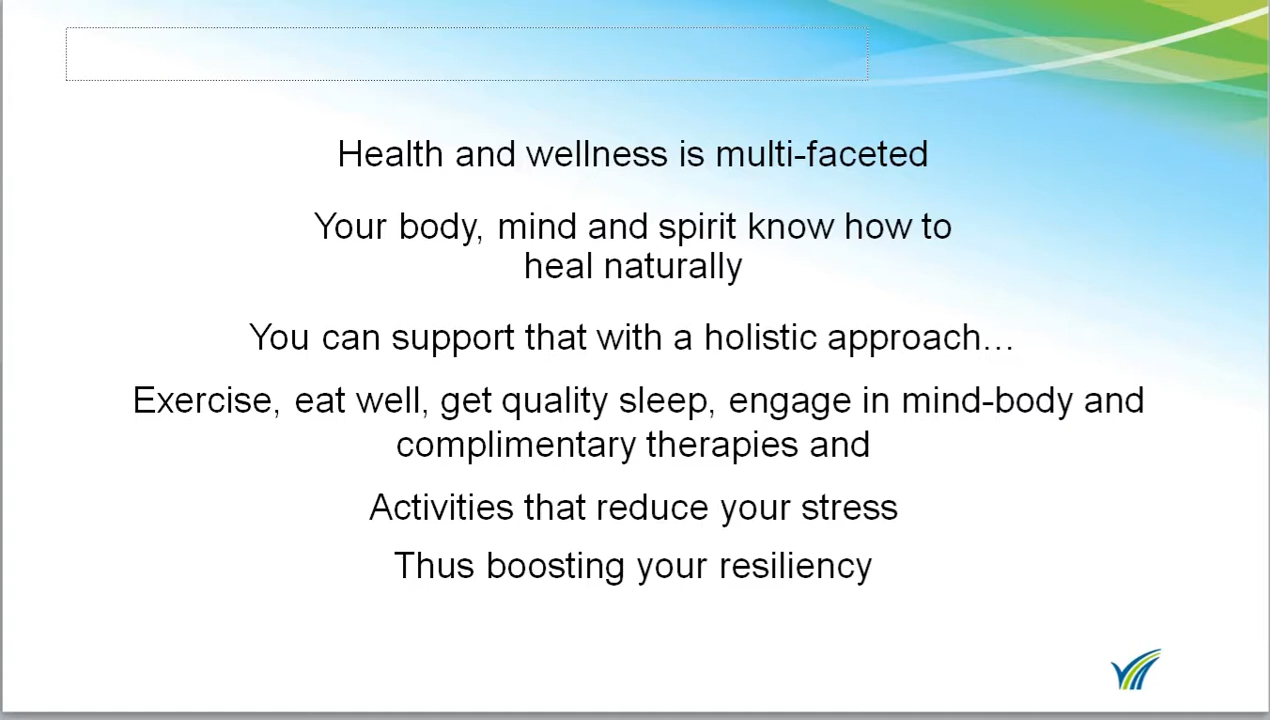 Health and wellness is multi-faceted
Your body, mind and spirit know how to
heal naturally
You can support that with a holistic approach…
Exercise, eat well, get quality sleep, engage in mind-body and
complimentary therapies and
Activities that reduce your stress
Thus boosting your resiliency